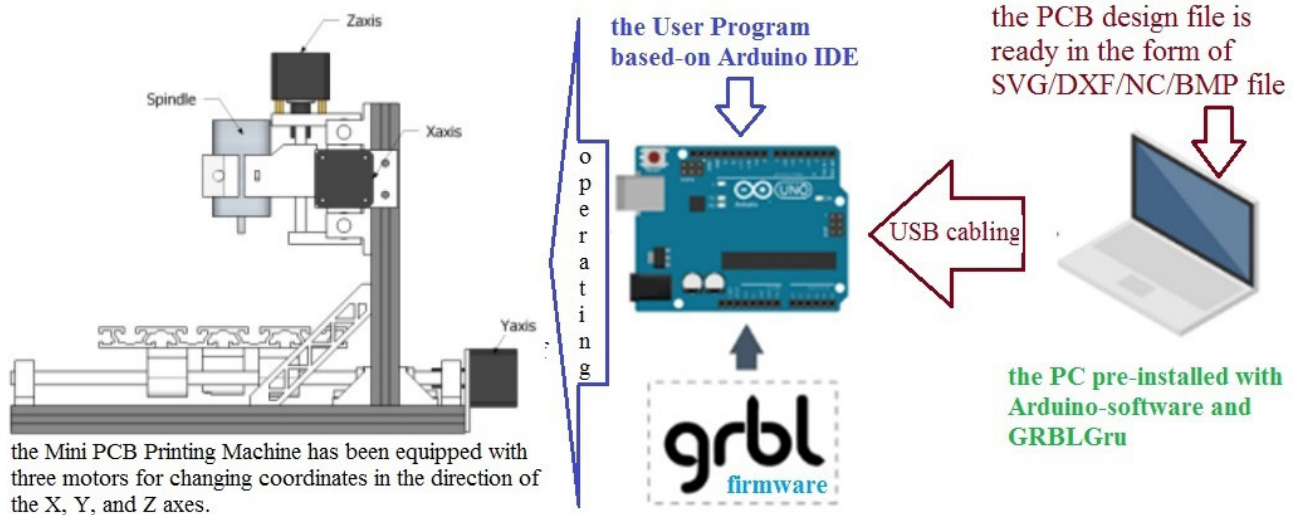 Zaxis
Spindle
Xaxis
Yaxis
the Mini PCB Printing Machine has been equipped with
three motors for changing coordinates in the direction of
the X, Y, and Z axes.
operating
the User Program
based-on Arduino IDE
UNO
Arduino
grbl
firmware
USB cabling
the PCB design file is
ready in the form of
SVG/DXF/NC/BMP file
the PC pre-installed with
Arduino-software and
GRBLGru